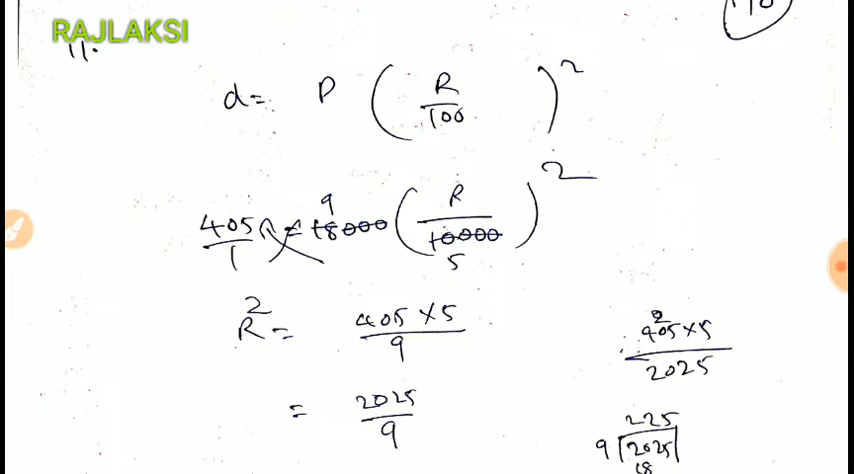 RAJLAKSI
11.
d= P (R/100)²
405/1 = 9 18000 (R/10000 5)²
R² = 405×5/9
405×5
2025
= 2025/9
225
9 2025
18